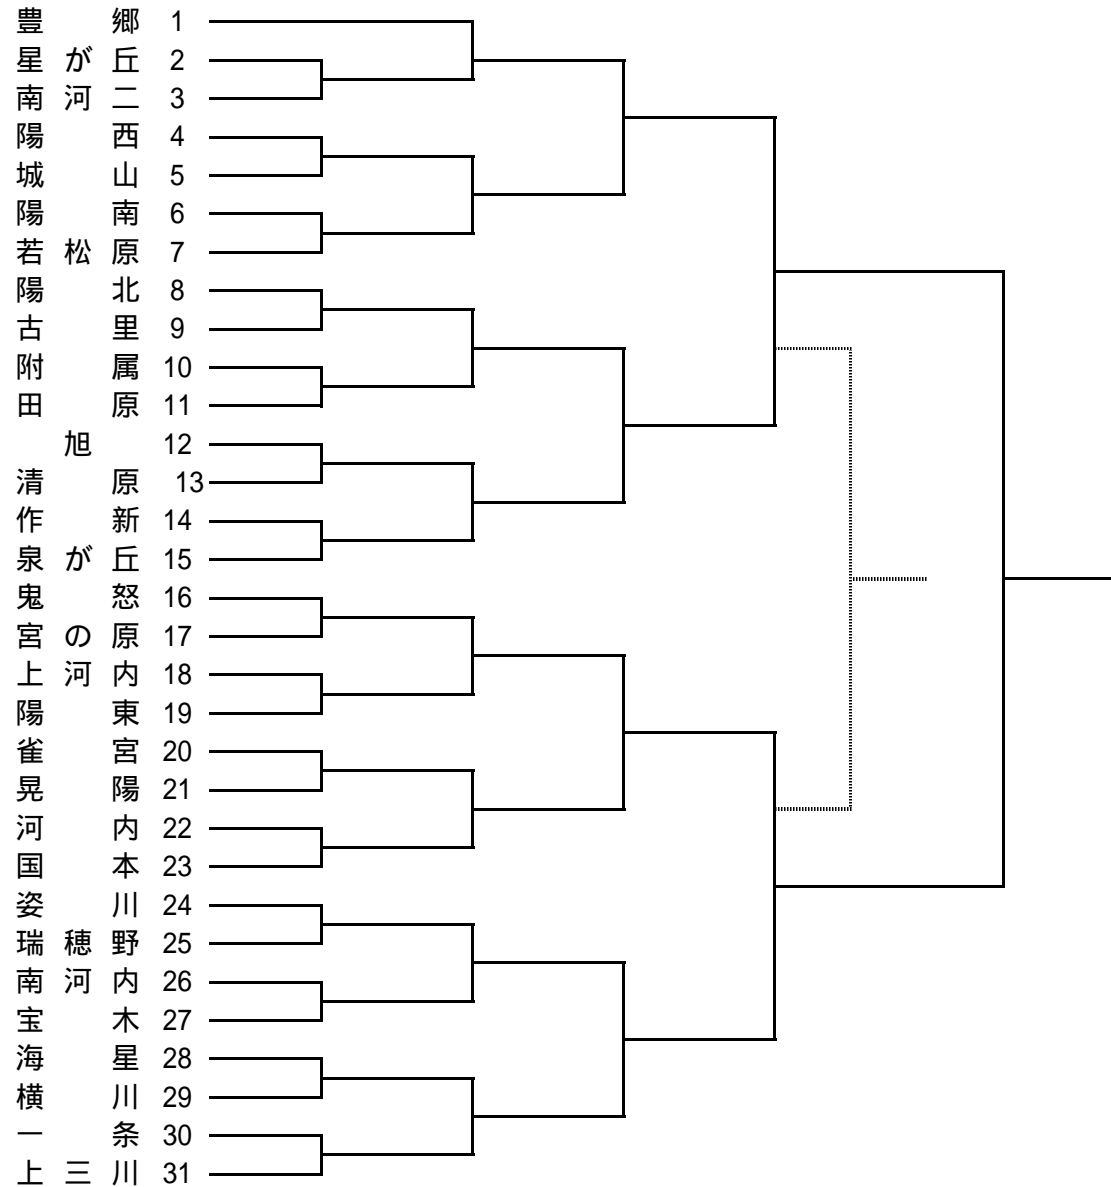 豊郷 1
星が丘 2
南河二 3
陽西 4
城山 5
陽南 6
若松原 7
陽北 8
古里 9
附属 10
田原 11
旭 12
清原 13
作新 14
泉が丘 15
鬼怒 16
宮の原 17
上河内 18
陽東 19
雀宮 20
晃陽 21
河内 22
国本 23
姿川 24
瑞穂野 25
南河内 26
宝木 27
海星 28
横川 29
一条 30
上三川 31